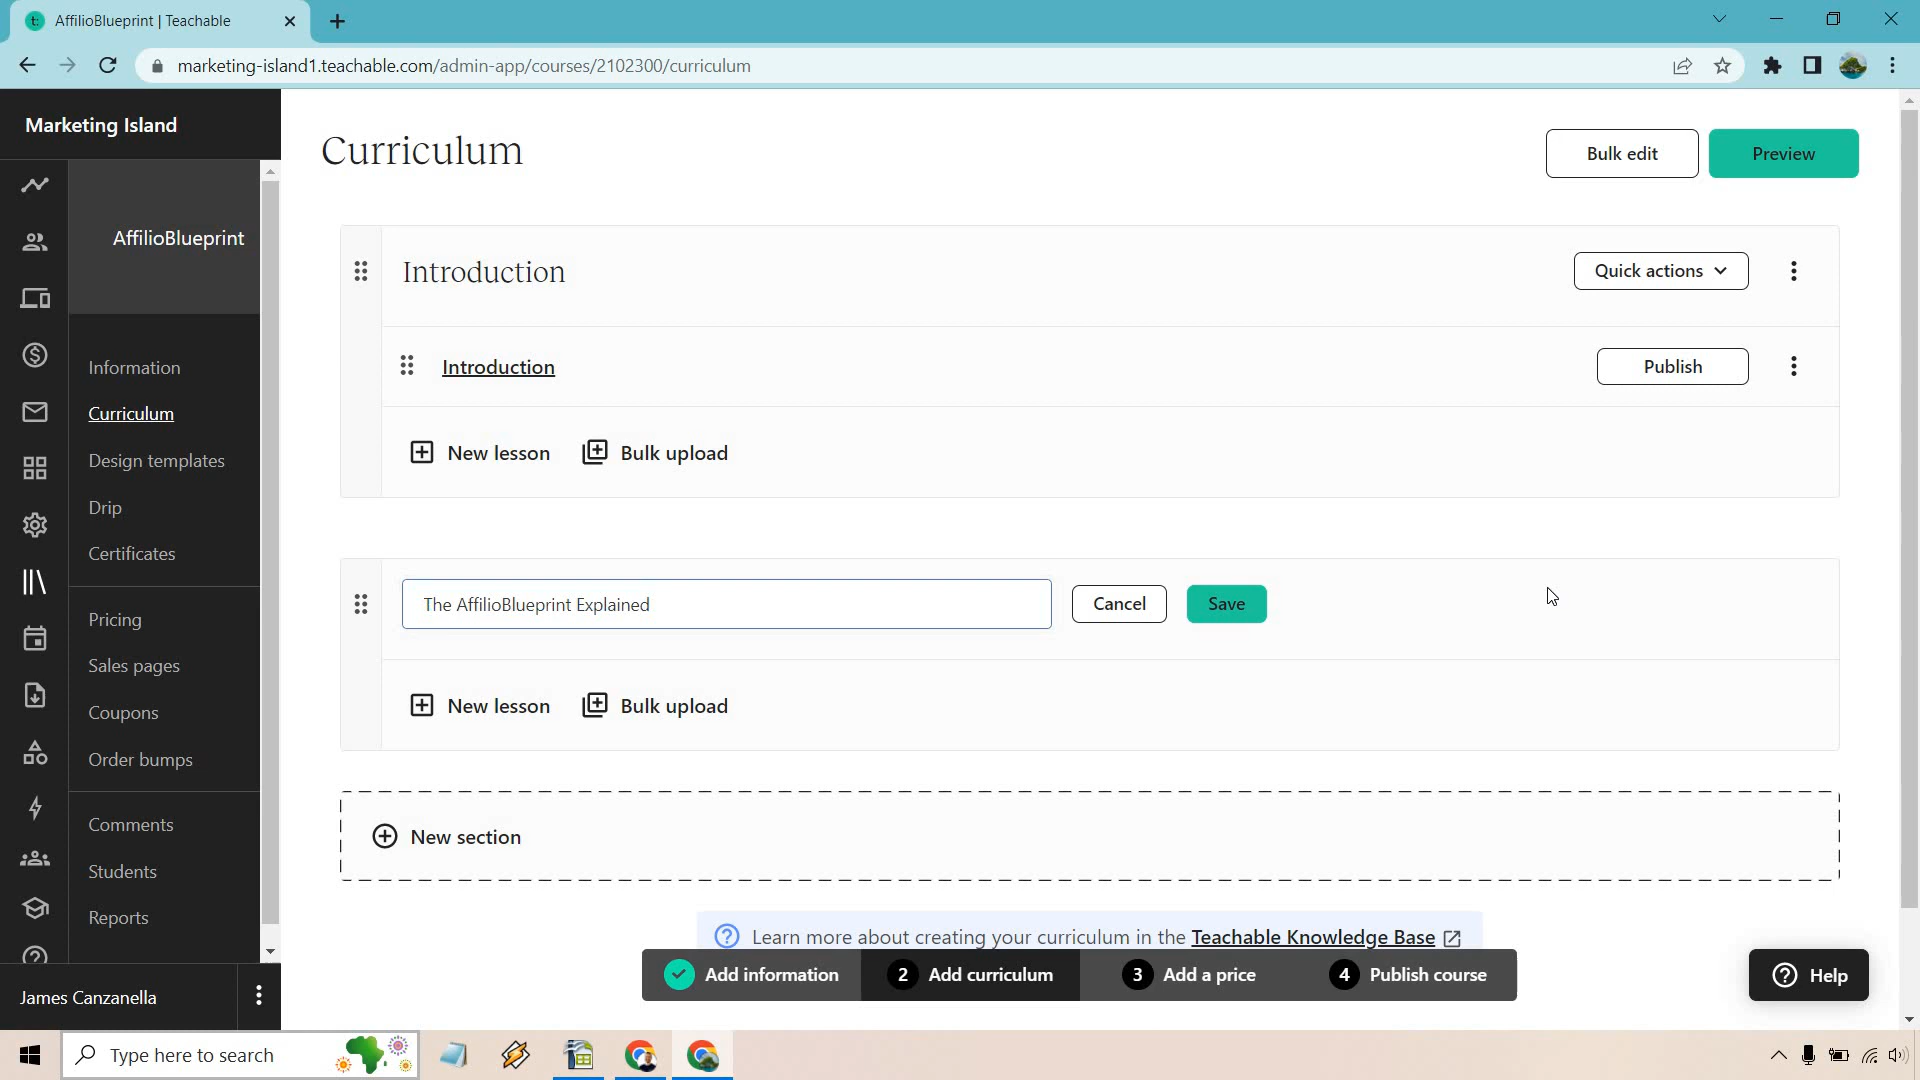 AffilioBlueprint | Teachable
marketing-island1.teachable.com/admin-app/courses/2102300/curriculum
Marketing Island
AffilioBlueprint
Information
Curriculum
Design templates
Drip
Certificates
Pricing
Sales pages
Coupons
Order bumps
Comments
Students
Reports
James Canzanella
Curriculum
Bulk edit
Preview
Introduction
Quick actions
Introduction
Publish
New lesson
Bulk upload
The AffilioBlueprint Explained
Cancel
Save
New lesson
Bulk upload
New section
Learn more about creating your curriculum in the Teachable Knowledge Base
Add information
2 Add curriculum
3 Add a price
4 Publish course
Help
Type here to search